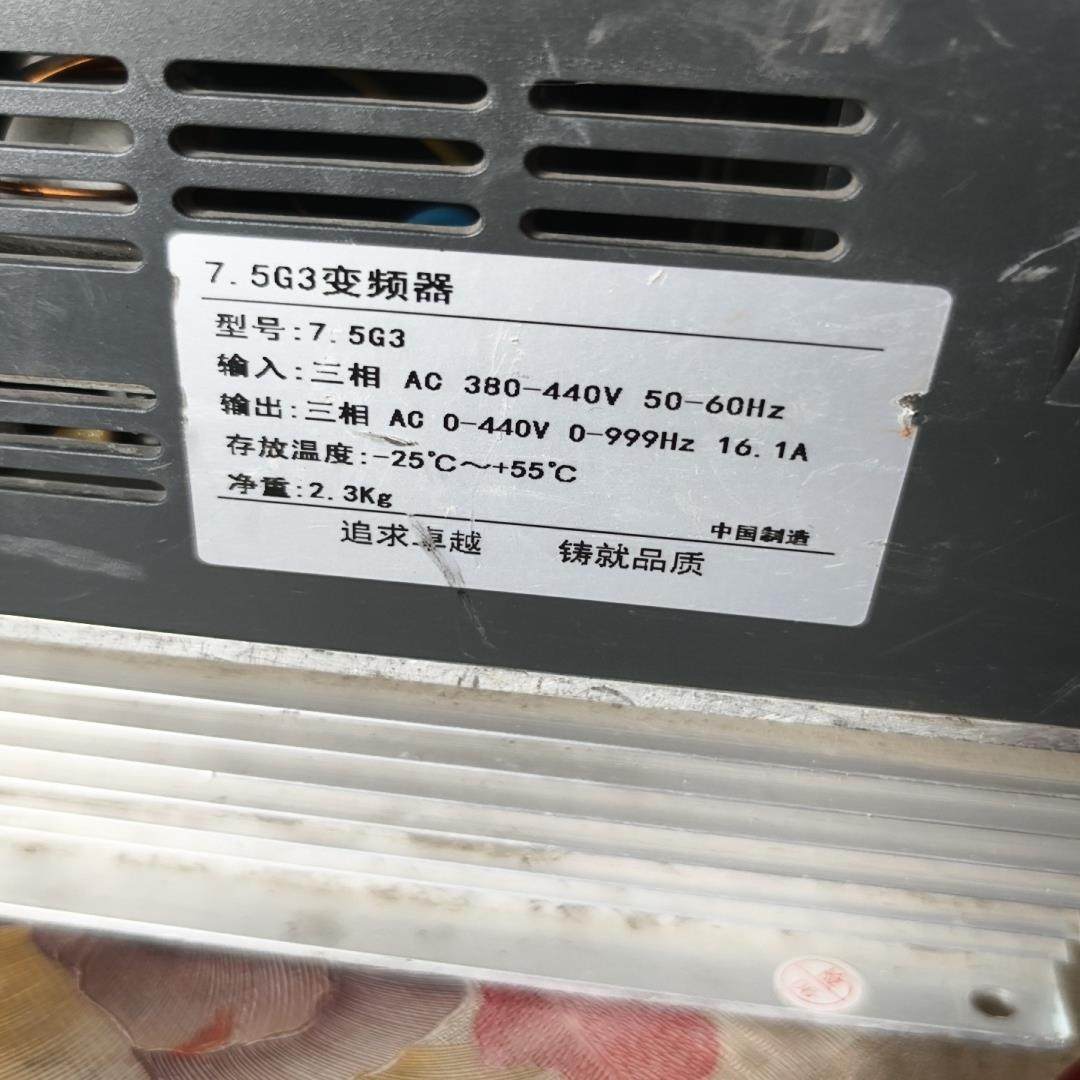 7.5G3变频器
型号:7.5G3
输入:三相 AC 380-440V 50-60Hz
输出:三相 AC 0-440V 0-999Hz 16.1A
存放温度:-25℃～+55℃
净重:2.3Kg
中国制造
追求卓越 铸就品质